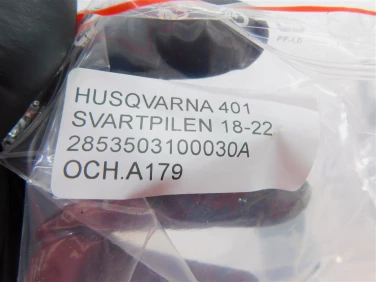 HUSQVARNA 401
SVARTPILEN 18-22
2853503100030A
OCH.A179